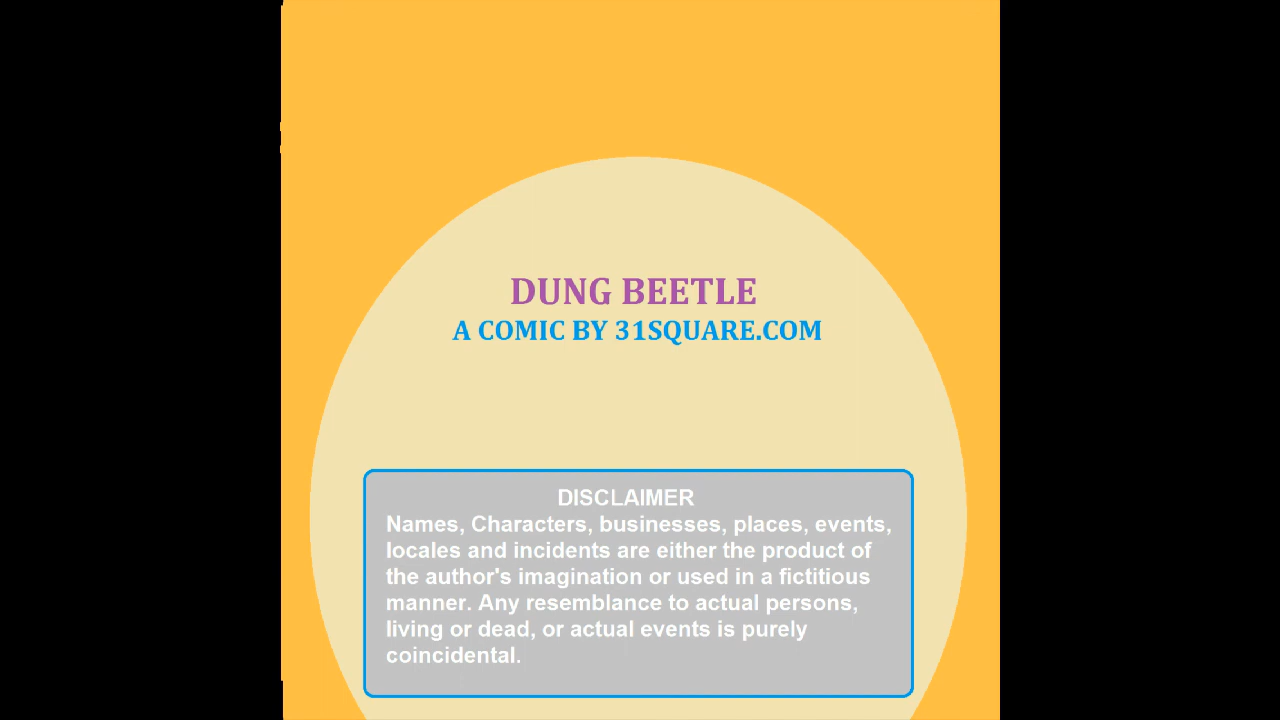 DUNG BEETLE
A COMIC BY 31SQUARE.COM
DISCLAIMER
Names, Characters, businesses, places, events,
locales and incidents are either the product of
the author's imagination or used in a fictitious
manner. Any resemblance to actual persons,
living or dead, or actual events is purely
coincidental.